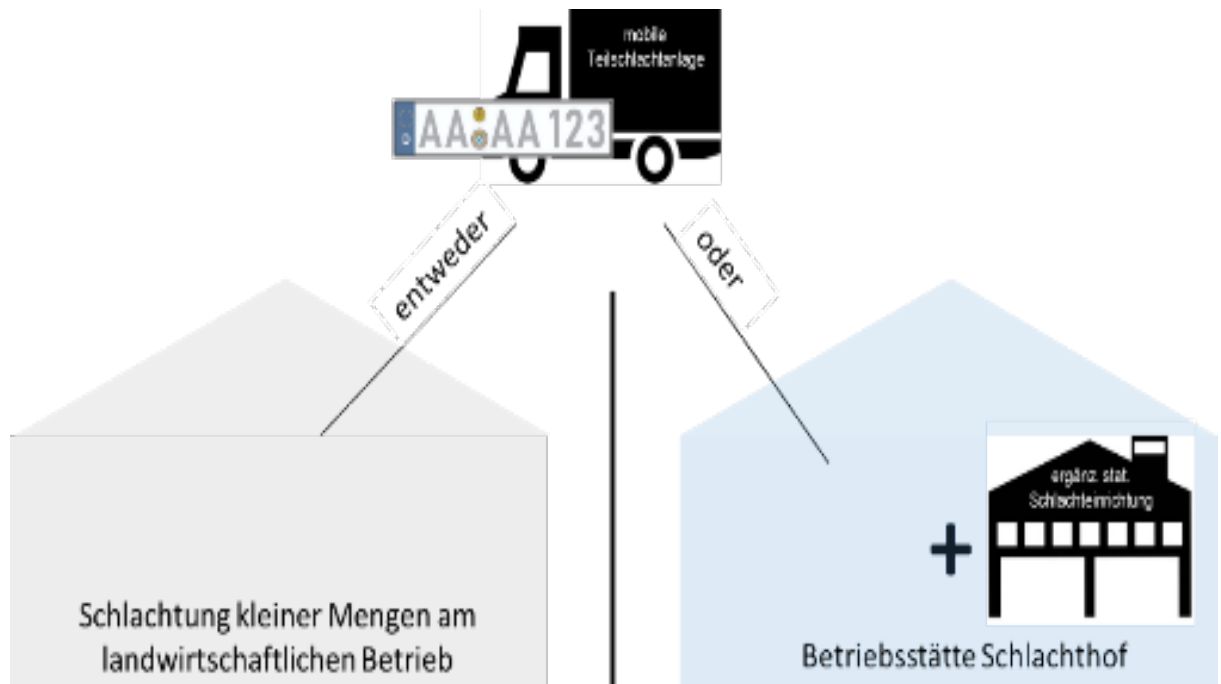 mobile
Teilschlachtanlage
AA AA 123
entweder
oder
ergänz. stat.
Schlachteinrichtung
+
Schlachtung kleiner Mengen am
landwirtschaftlichen Betrieb
Betriebsstätte Schlachthof